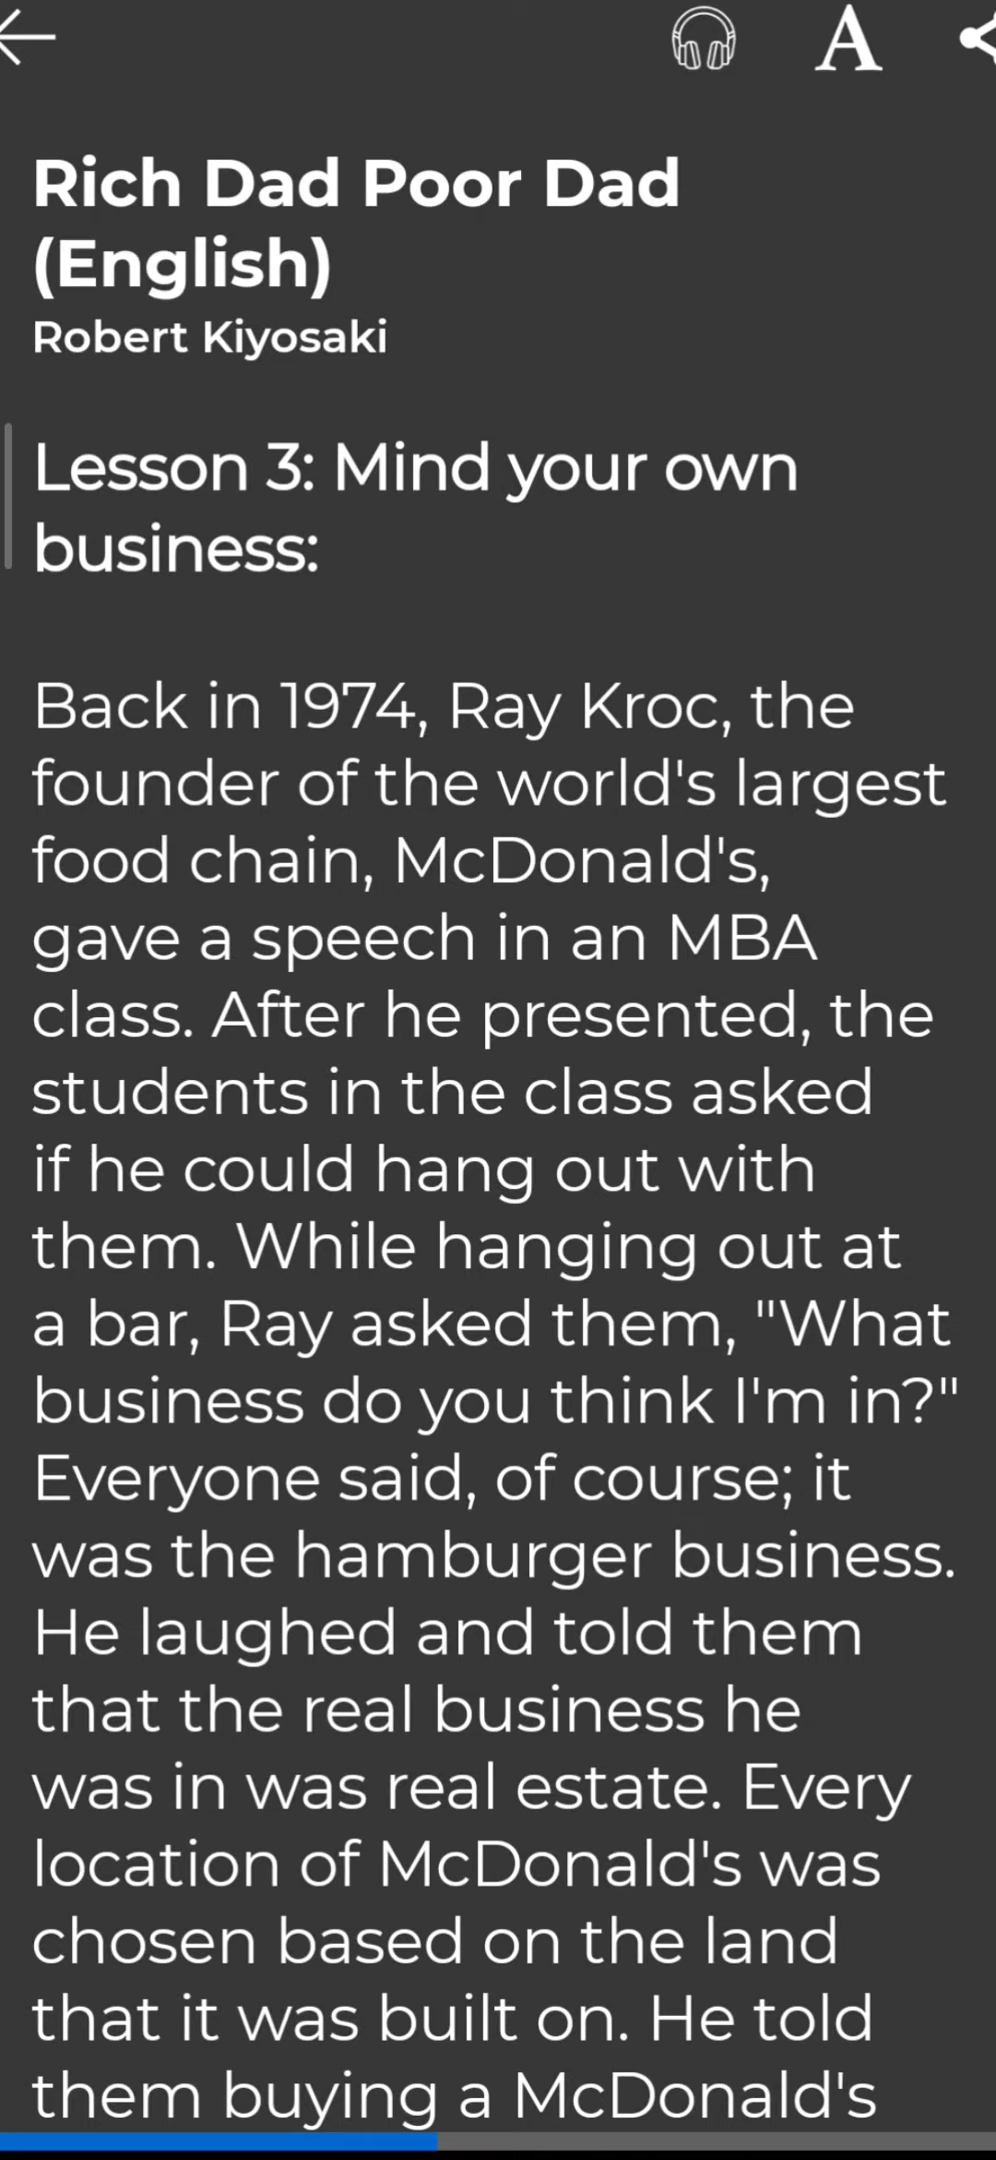 A
Rich Dad Poor Dad
(English)
Robert Kiyosaki
Lesson 3: Mind your own
business:
Back in 1974, Ray Kroc, the
founder of the world's largest
food chain, McDonald's,
gave a speech in an MBA
class. After he presented, the
students in the class asked
if he could hang out with
them. While hanging out at
a bar, Ray asked them, "What
business do you think I'm in?"
Everyone said, of course; it
was the hamburger business.
He laughed and told them
that the real business he
was in was real estate. Every
location of McDonald's was
chosen based on the land
that it was built on. He told
them buying a McDonald's